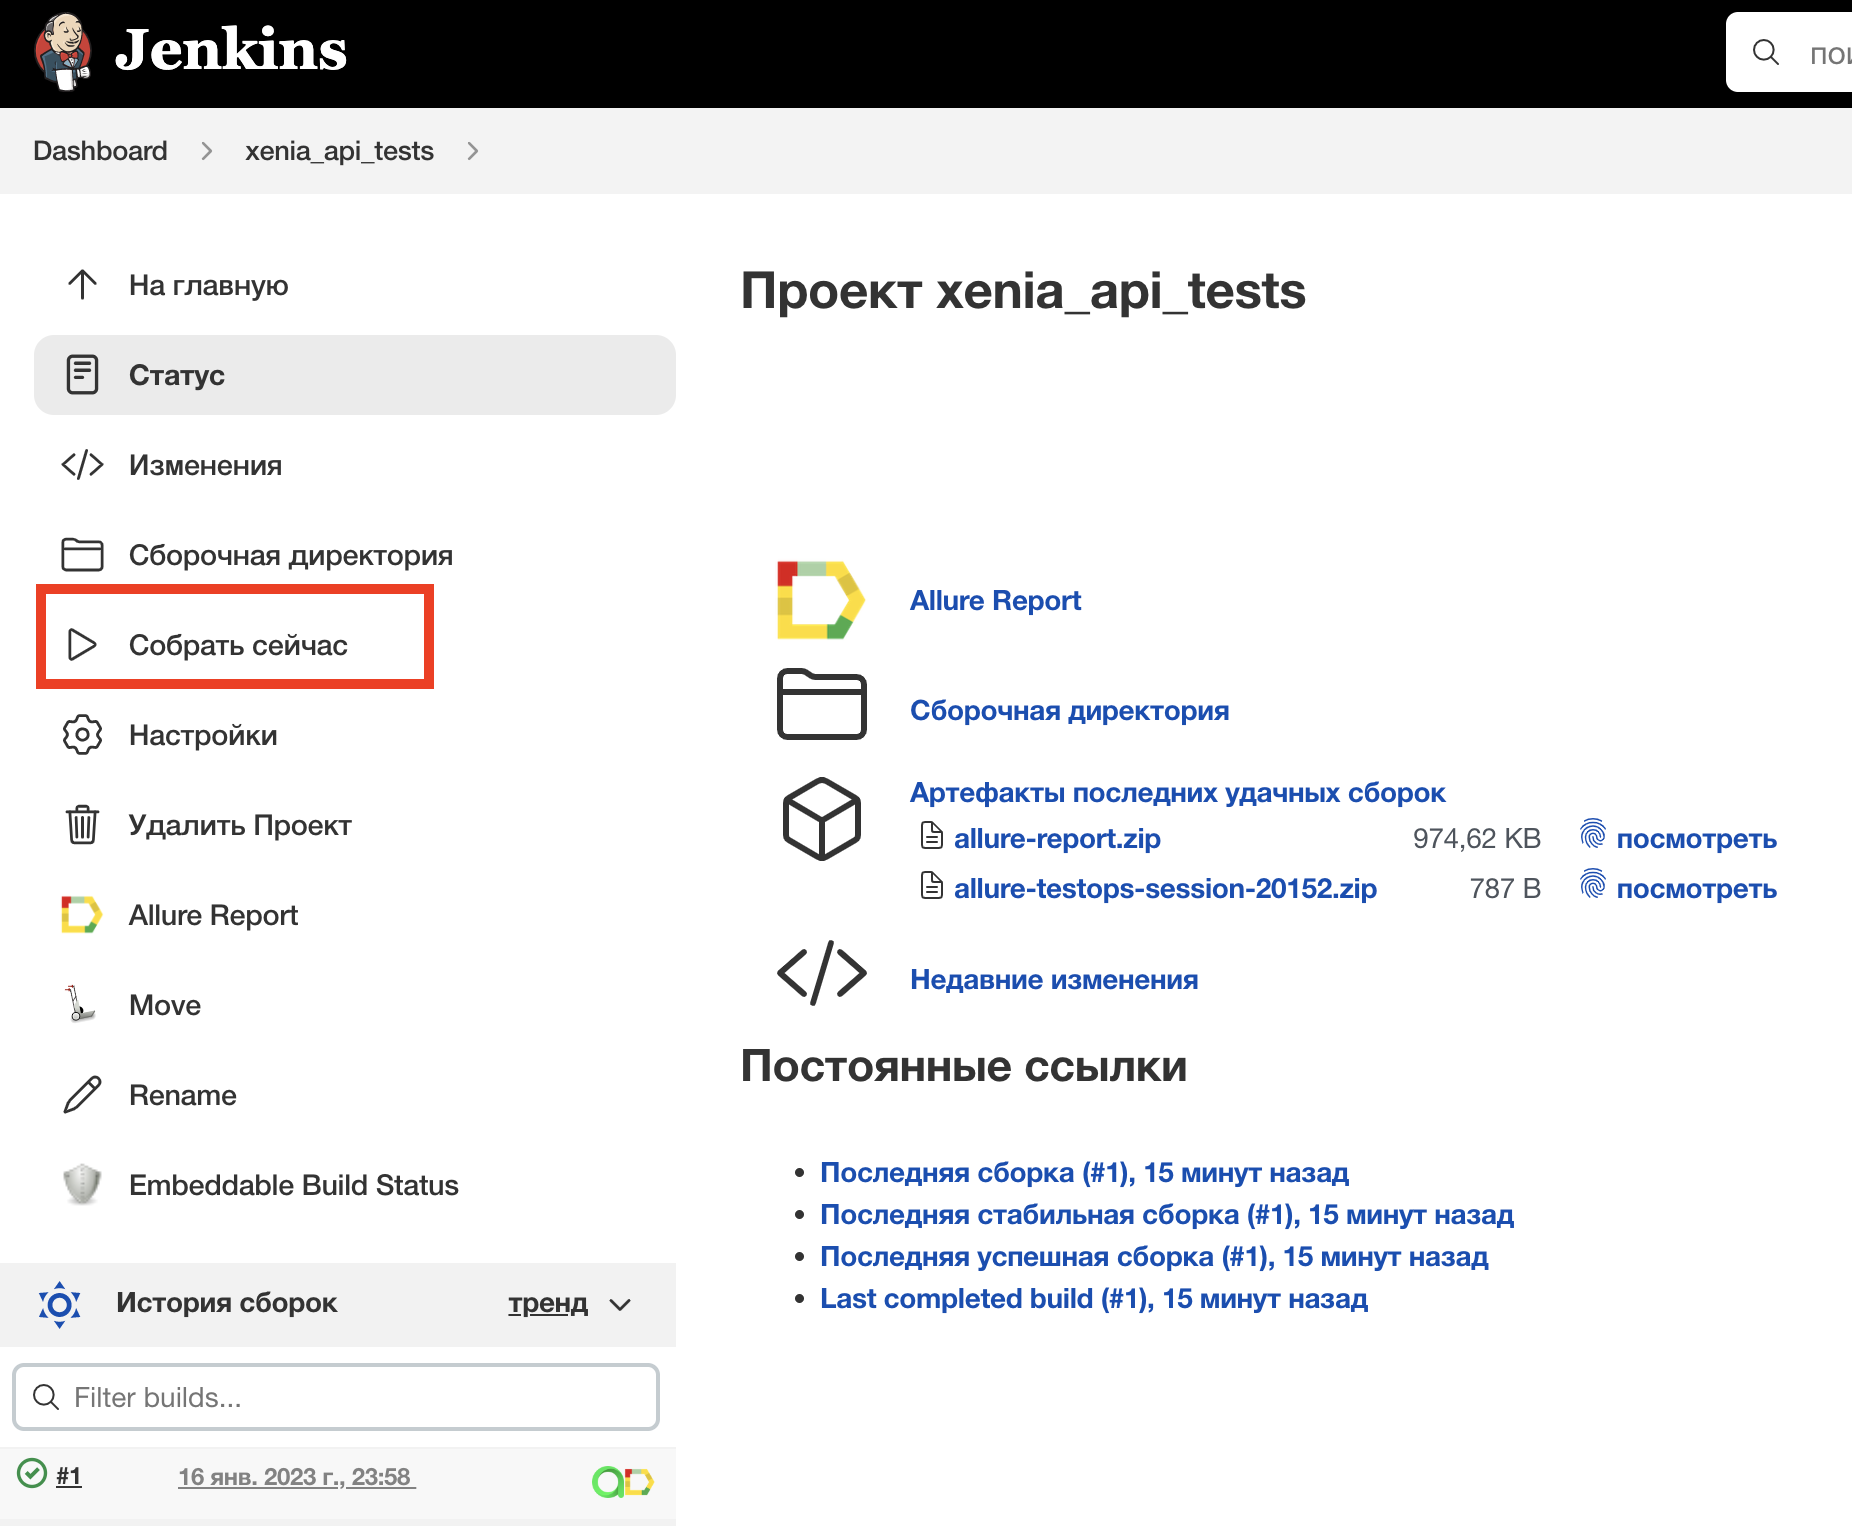 Jenkins
Dashboard
xenia_api_tests
На главную
Статус
Изменения
Сборочная директория
Собрать сейчас
Настройки
Удалить Проект
Allure Report
Move
Rename
Embeddable Build Status
История сборок
тренд
Filter builds...
#1 16 янв. 2023 г., 23:58
Проект xenia_api_tests
Allure Report
Сборочная директория
Артефакты последних удачных сборок
allure-report.zip 974,62 KB посмотреть
allure-testops-session-20152.zip 787 B посмотреть
Недавние изменения
Постоянные ссылки
Последняя сборка (#1), 15 минут назад
Последняя стабильная сборка (#1), 15 минут назад
Последняя успешная сборка (#1), 15 минут назад
Last completed build (#1), 15 минут назад